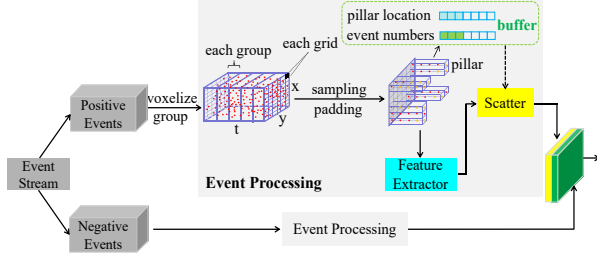 pillar location
event numbers
buffer
each group
each grid
pillar
x
y
t
Positive
Events
voxelize
group
sampling
padding
Scatter
Feature
Extractor
Event Processing
Event
Stream
Negative
Events
Event Processing